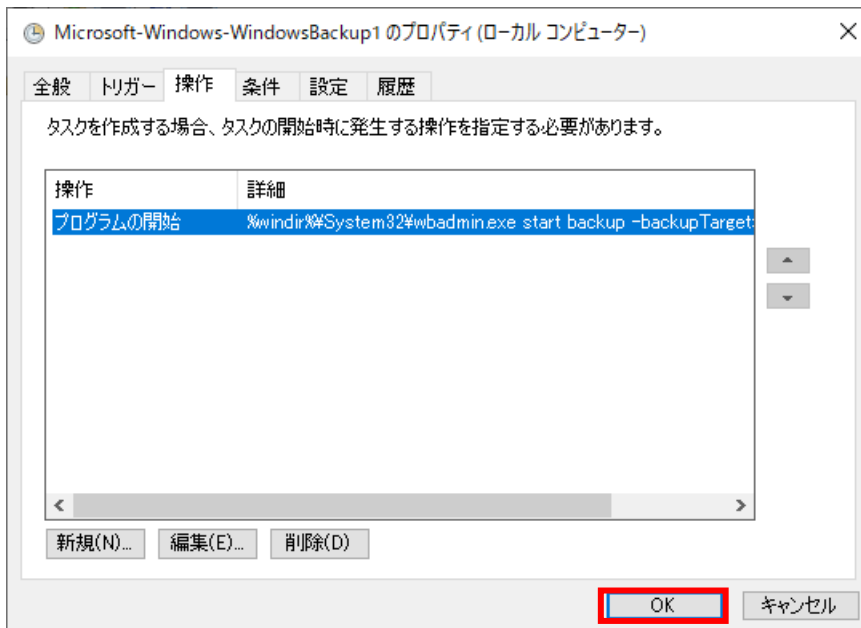 Microsoft-Windows-WindowsBackup1 のプロパティ (ローカル コンピューター)
全般 トリガー 操作 条件 設定 履歴
タスクを作成する場合、タスクの開始時に発生する操作を指定する必要があります。
操作 詳細
プログラムの開始 %windir%¥System32¥wbadmin.exe start backup -backupTarget:
新規(N)... 編集(E)... 削除(D)
OK キャンセル